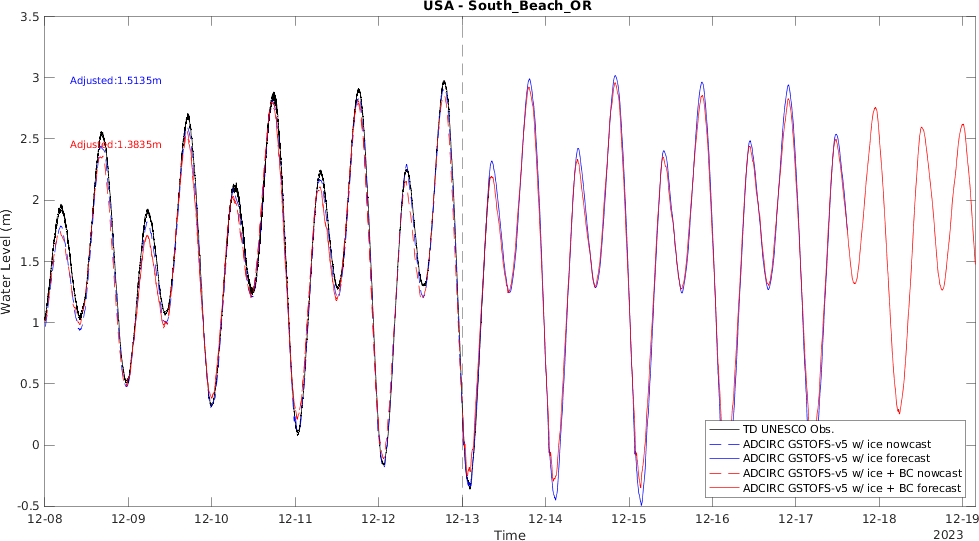 USA - South_Beach_OR
3.5
3
2.5
2
1.5
1
0.5
0
-0.5
Water Level (m)
Adjusted:1.5135m
Adjusted:1.3835m
TD UNESCO Obs.
ADCIRC GSTOFS-v5 w/ ice nowcast
ADCIRC GSTOFS-v5 w/ ice forecast
ADCIRC GSTOFS-v5 w/ ice + BC nowcast
ADCIRC GSTOFS-v5 w/ ice + BC forecast
12-08 12-09 12-10 12-11 12-12 12-13 12-14 12-15 12-16 12-17 12-18 12-19
Time
2023